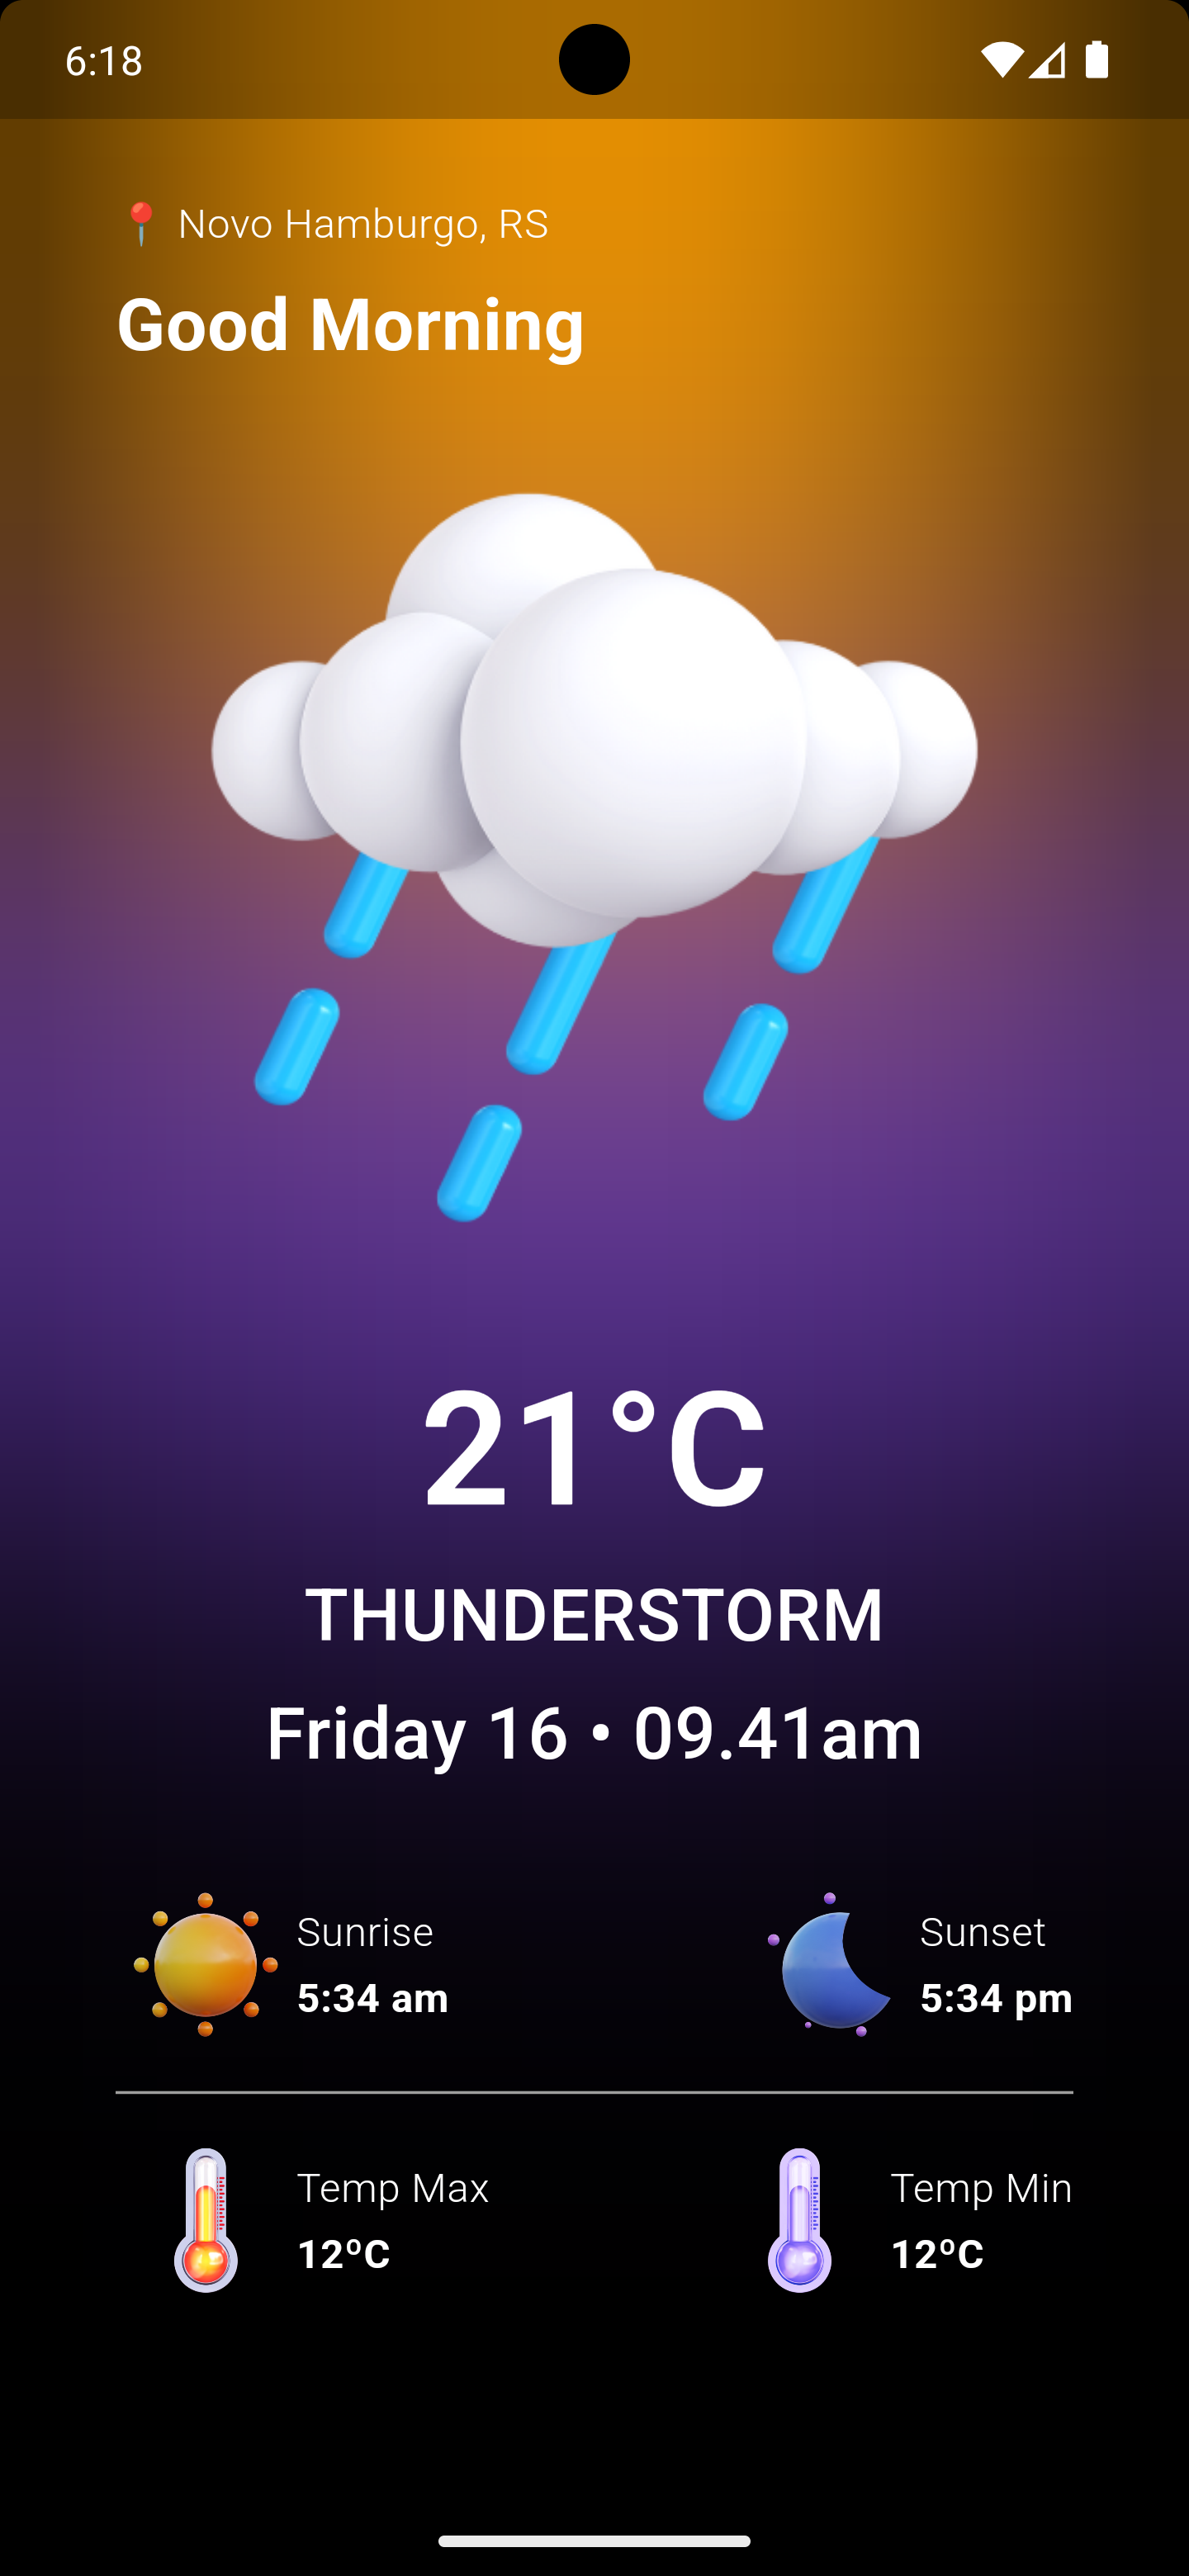 6:18
📍 Novo Hamburgo, RS
Good Morning
21°C
THUNDERSTORM
Friday 16 • 09.41am
Sunrise
5:34 am
Sunset
5:34 pm
Temp Max
12ºC
Temp Min
12ºC